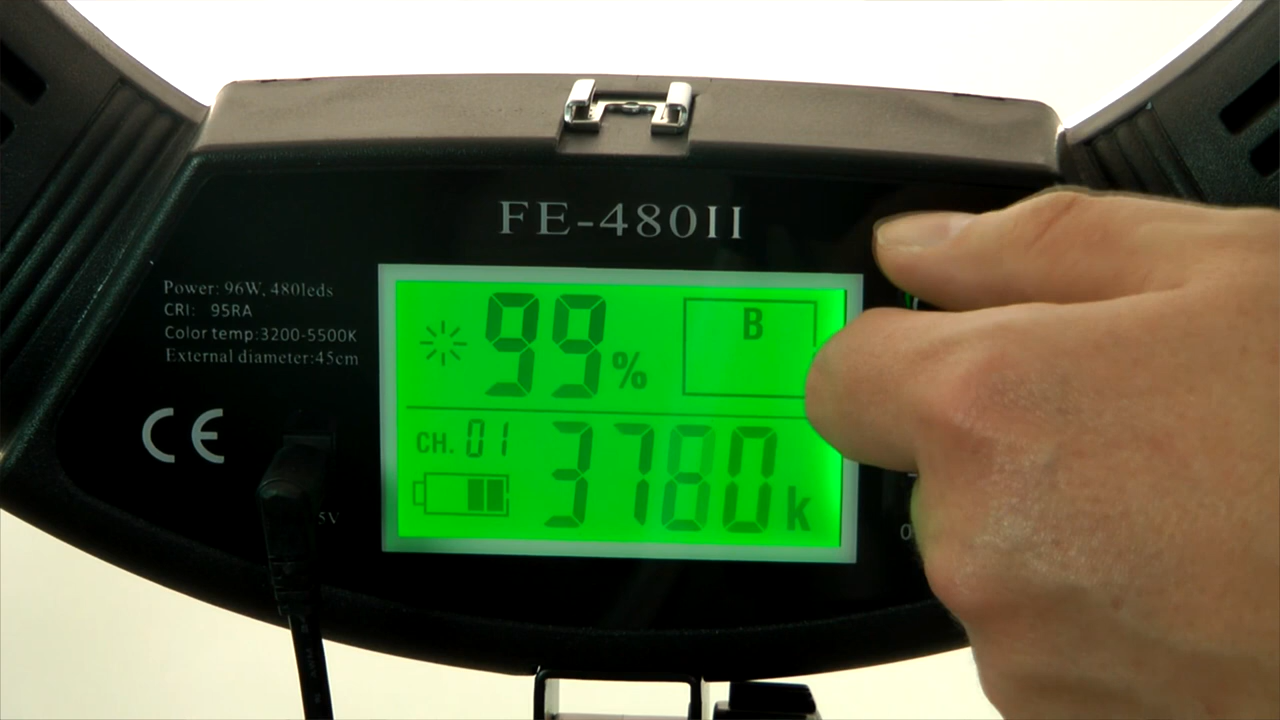 FE-480II
Power: 96W, 480leds
CRI: 95RA
Color temp:3200-5500K
External diameter:45cm
CE
5V
99%
B
CH. 01
3780k